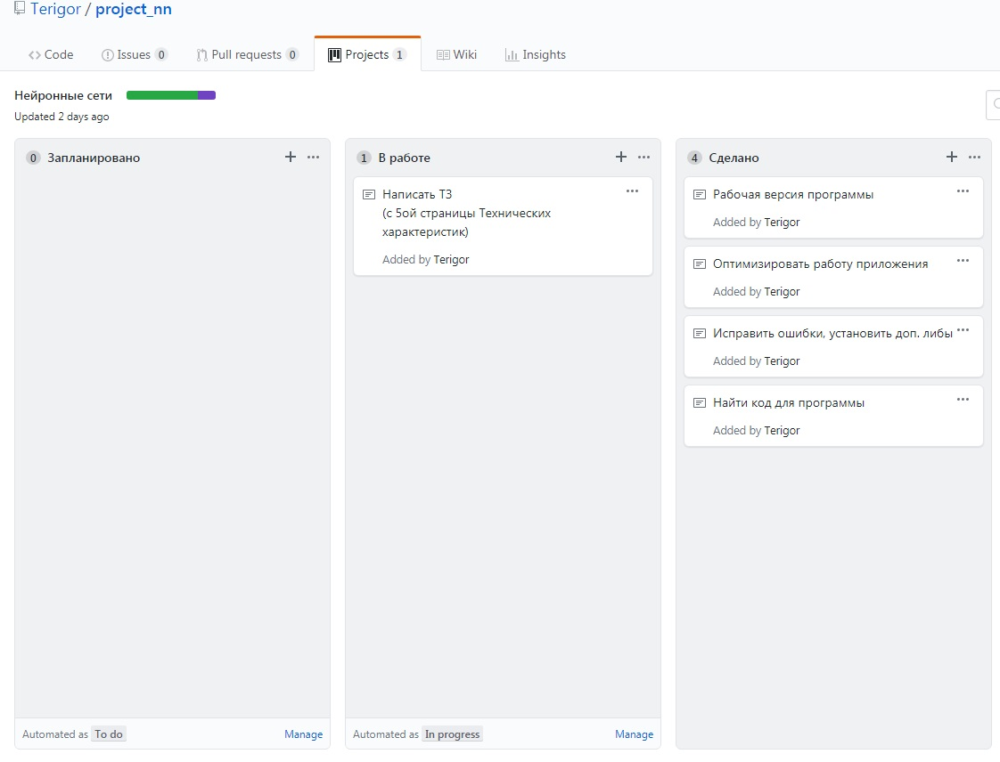 Terigor / project_nn
Code Issues 0 Pull requests 0 Projects 1 Wiki Insights
Нейронные сети
Updated 2 days ago
0 Запланировано
Automated as To do Manage
1 В работе
Написать ТЗ
(с 5ой страницы Технических
характеристик)
Added by Terigor
Automated as In progress Manage
4 Сделано
Рабочая версия программы
Added by Terigor
Оптимизировать работу приложения
Added by Terigor
Исправить ошибки, установить доп. либы
Added by Terigor
Найти код для программы
Added by Terigor